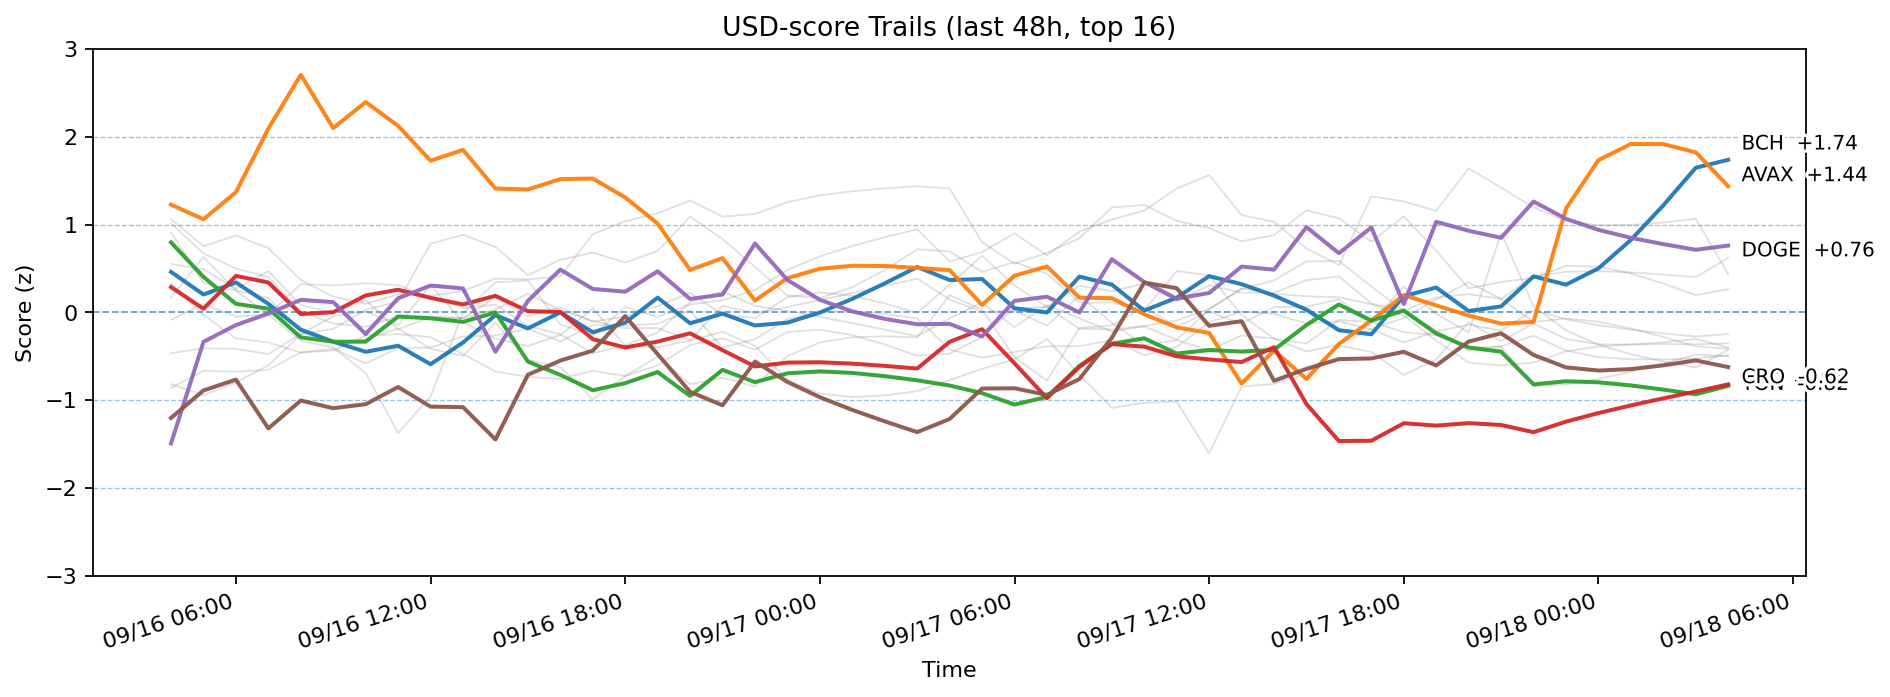 USD-score Trails (last 48h, top 16)
3
2
1
0
−1
−2
−3
Score (z)
BCH +1.74
AVAX +1.44
DOGE +0.76
CRO -0.62
09/16 06:00
09/16 12:00
09/16 18:00
09/17 00:00
09/17 06:00
09/17 12:00
09/17 18:00
09/18 00:00
09/18 06:00
Time